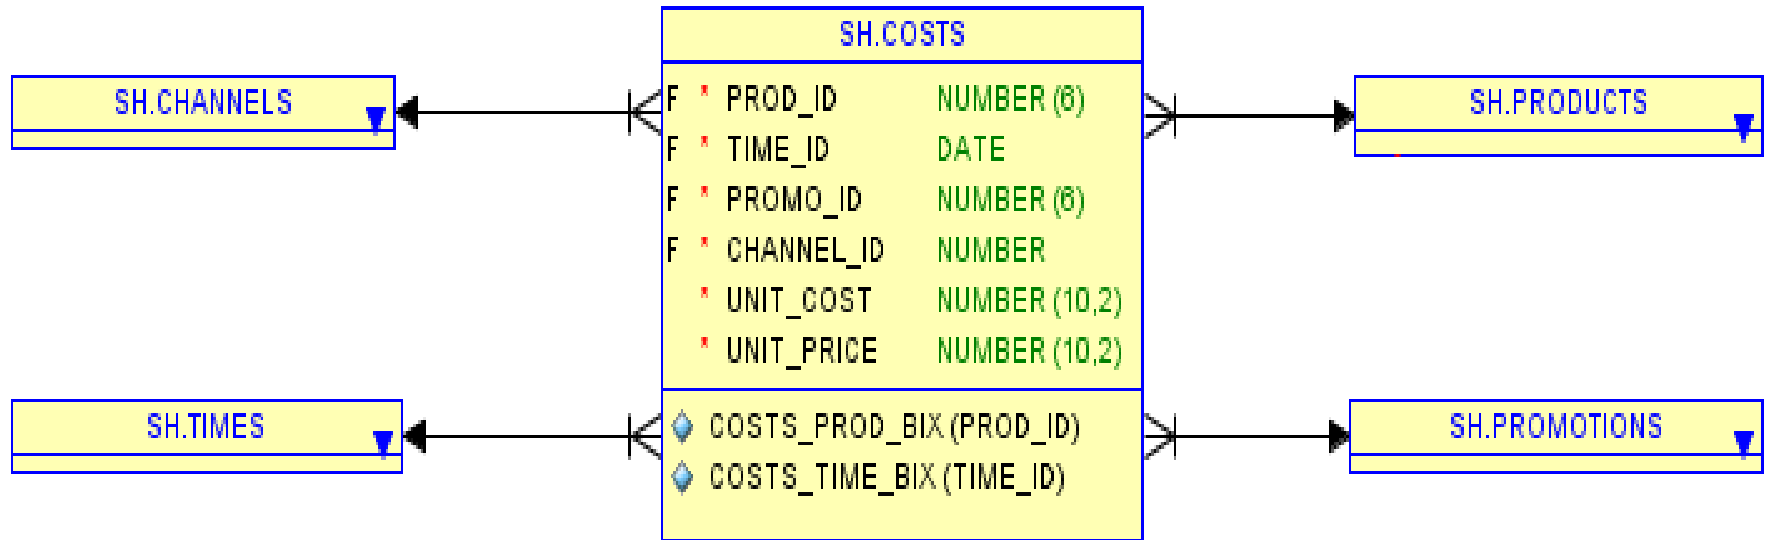 SH.COSTS
SH.CHANNELS
F * PROD_ID NUMBER (6)
F * TIME_ID DATE
F * PROMO_ID NUMBER (6)
F * CHANNEL_ID NUMBER
* UNIT_COST NUMBER (10,2)
* UNIT_PRICE NUMBER (10,2)
SH.PRODUCTS
SH.TIMES
COSTS_PROD_BIX (PROD_ID)
COSTS_TIME_BIX (TIME_ID)
SH.PROMOTIONS